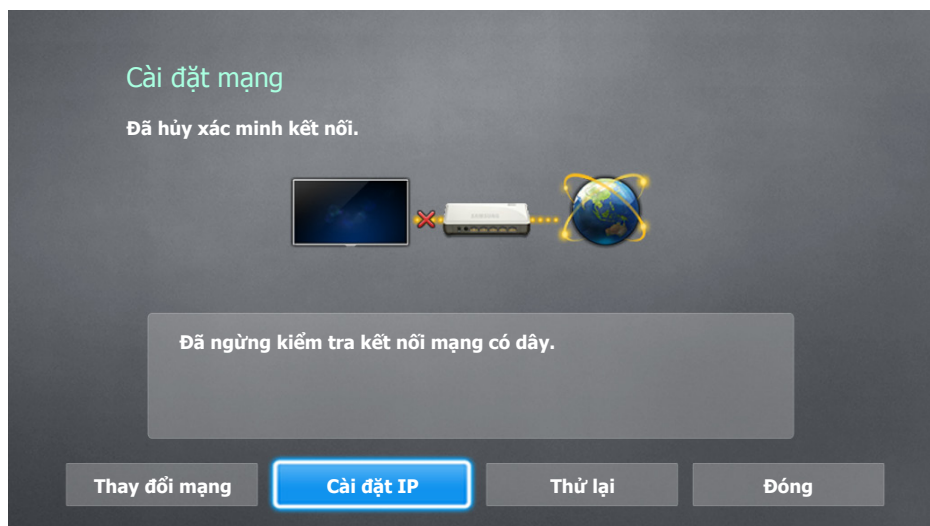 Cài đặt mạng
Đã hủy xác minh kết nối.
SAMSUNG
Đã ngừng kiểm tra kết nối mạng có dây.
Thay đổi mạng
Cài đặt IP
Thử lại
Đóng